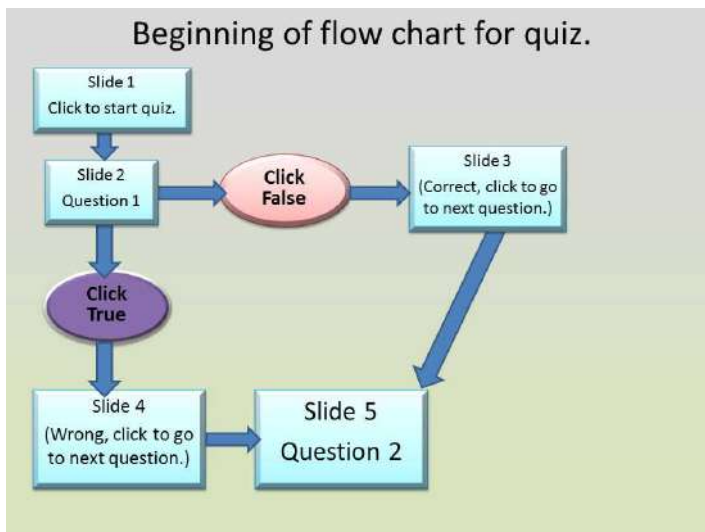 Beginning of flow chart for quiz.
Slide 1
Click to start quiz.
Slide 2
Question 1
Click
False
Slide 3
(Correct, click to go
to next question.)
Click
True
Slide 4
(Wrong, click to go
to next question.)
Slide 5
Question 2